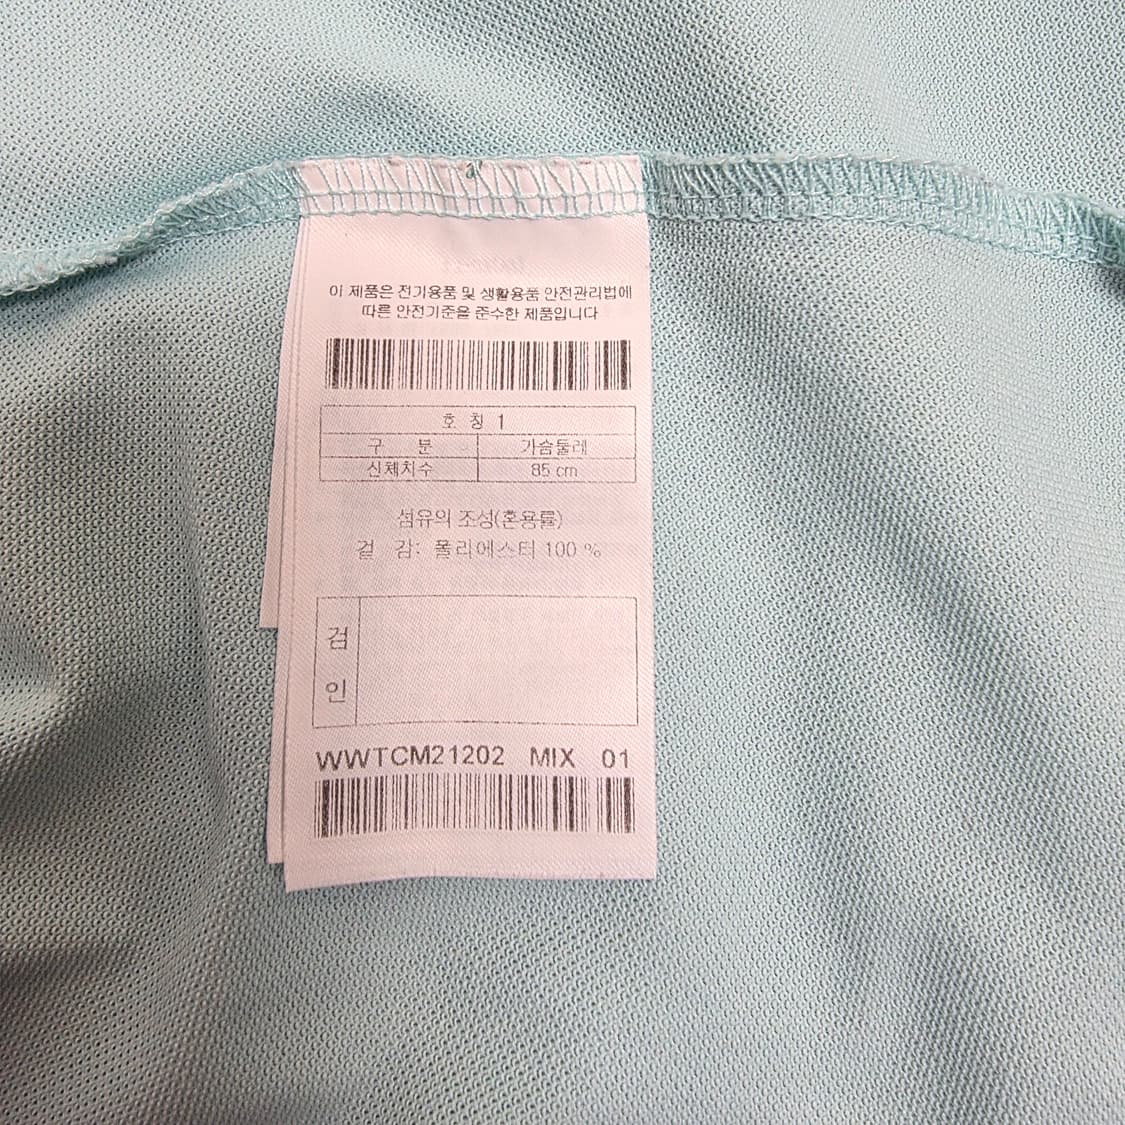 이 제품은 전기용품 및 생활용품 안전관리법에
따른 안전기준을 준수한 제품입니다
호 칭 1
구 분 가슴둘레
신체치수 85 cm
섬유의 조성(혼용률)
겉 감: 폴리에스터 100 %
검
인
WWTCM21202 MIX 01